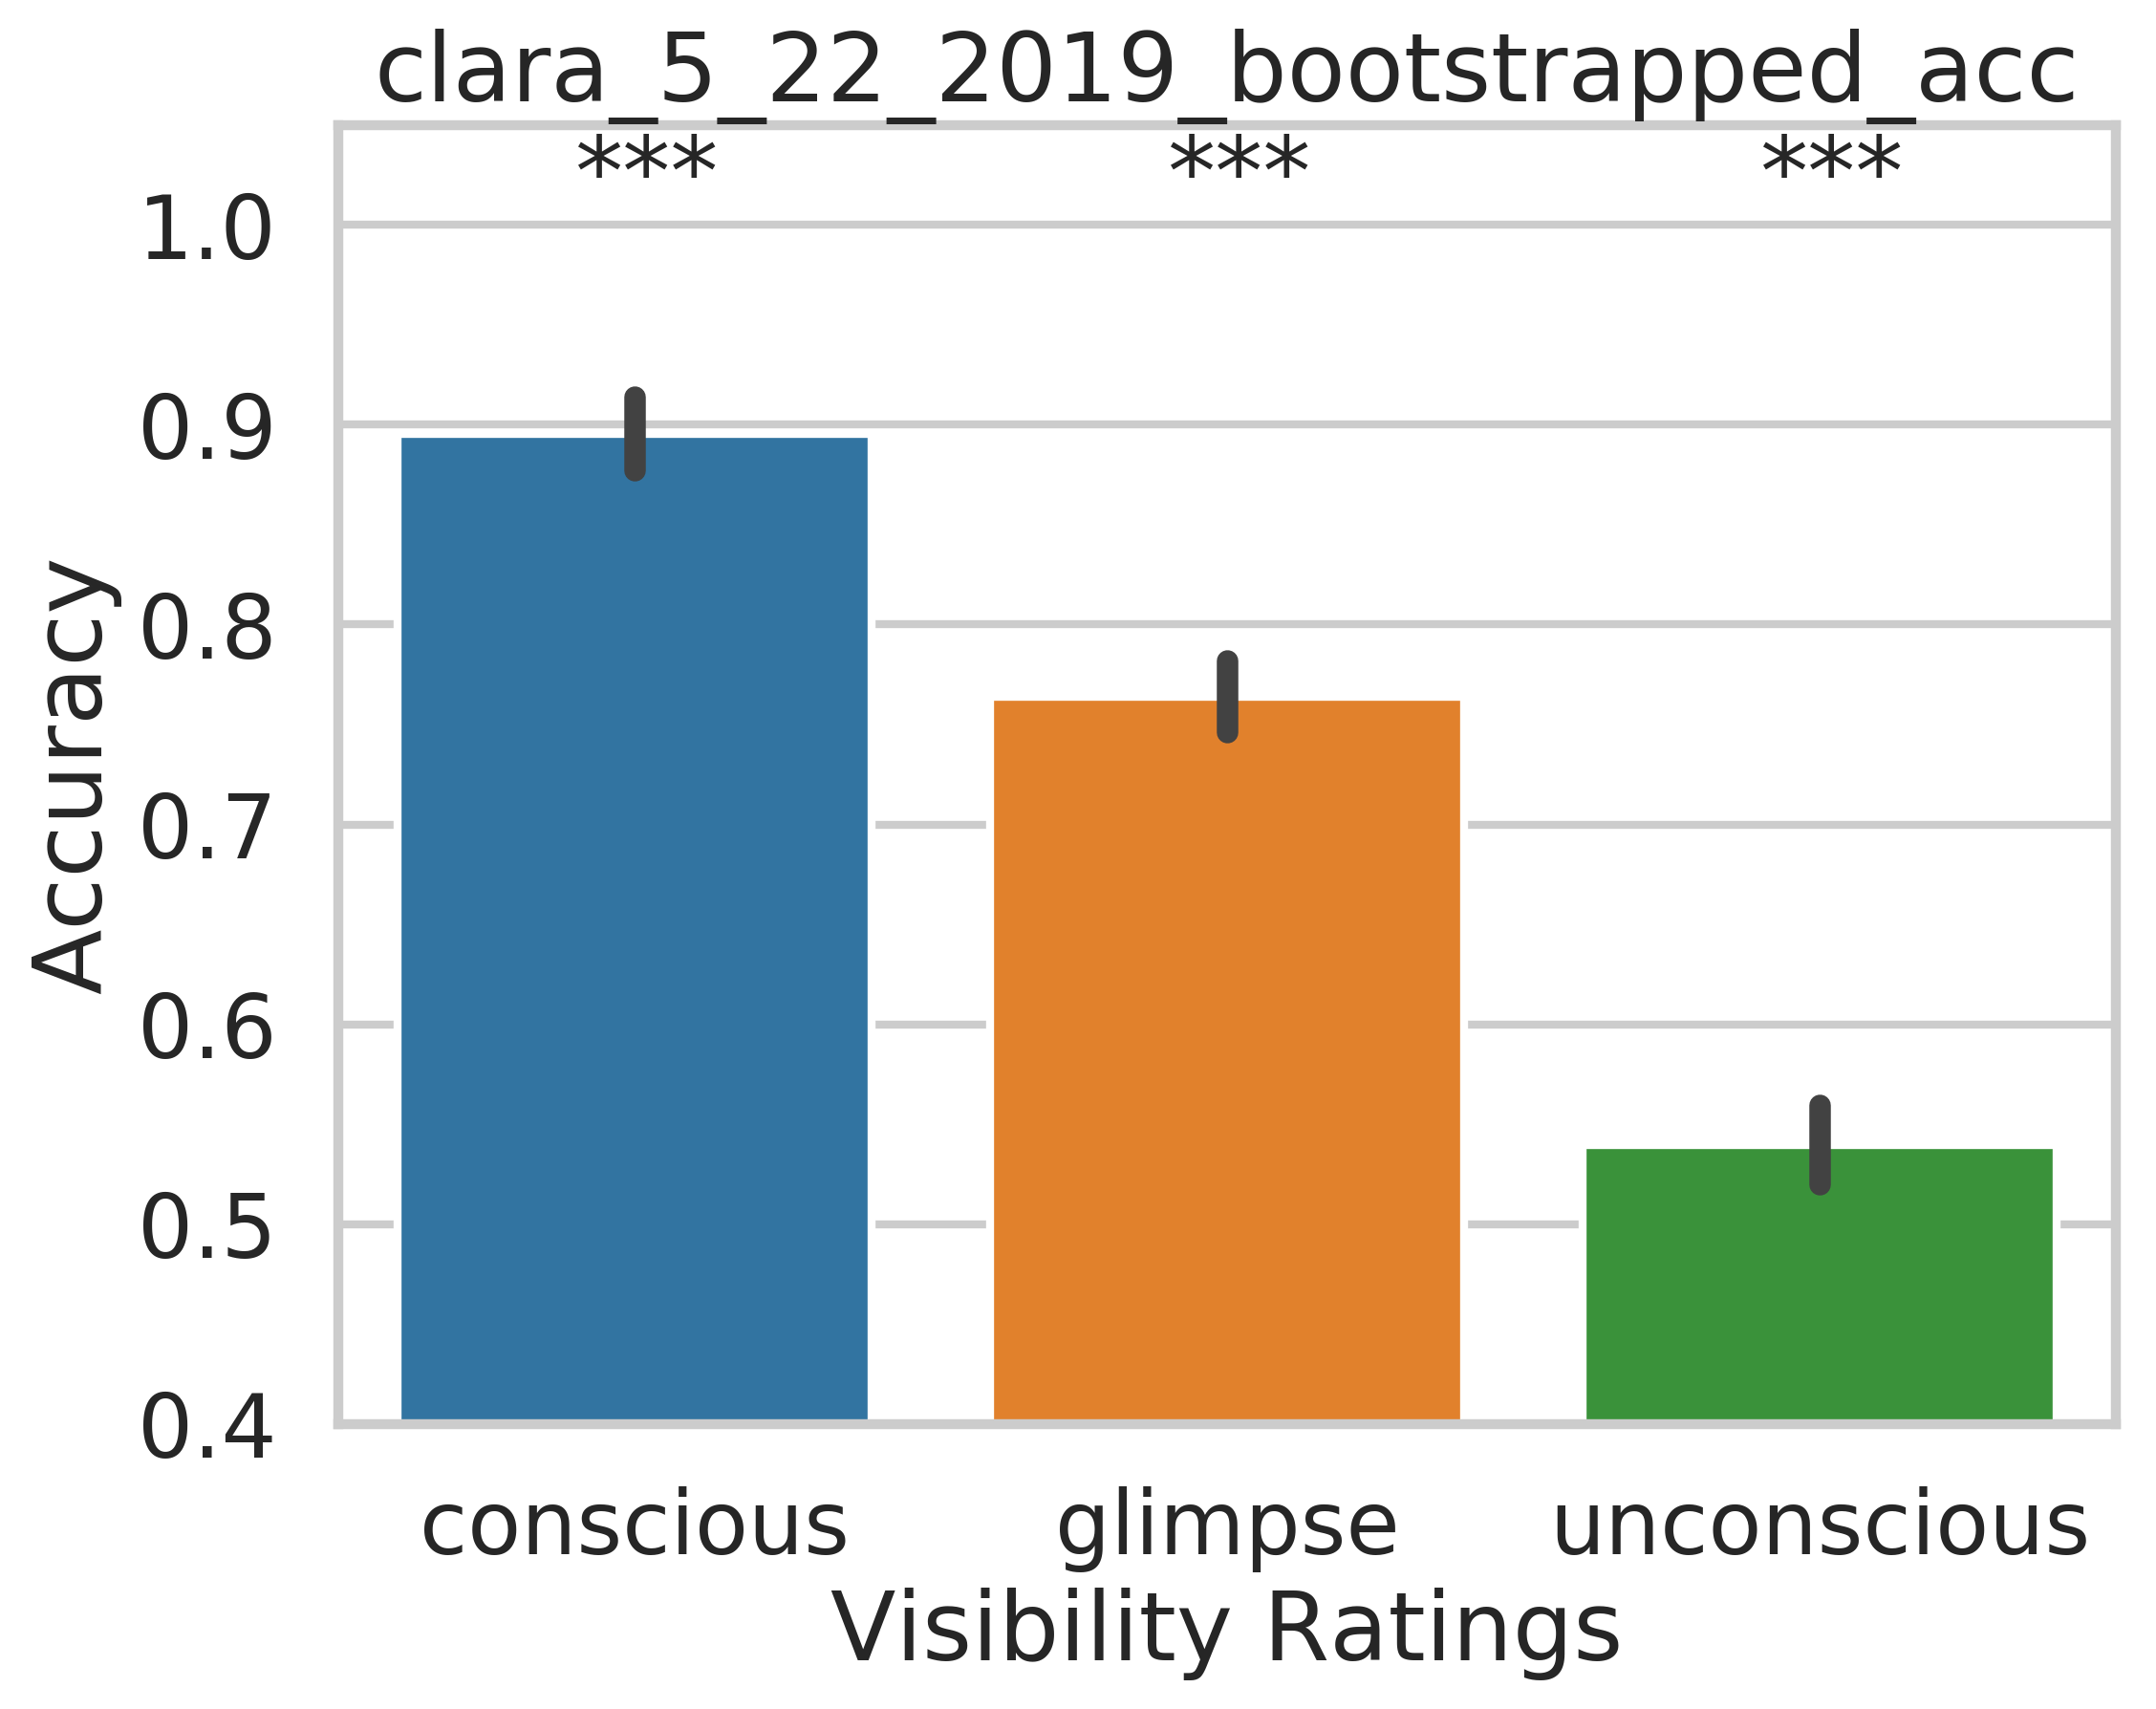 clara_5_22_2019_bootstrapped_acc
*** *** ***
1.0
0.9
0.8
0.7
0.6
0.5
0.4
Accuracy
conscious glimpse unconscious
Visibility Ratings